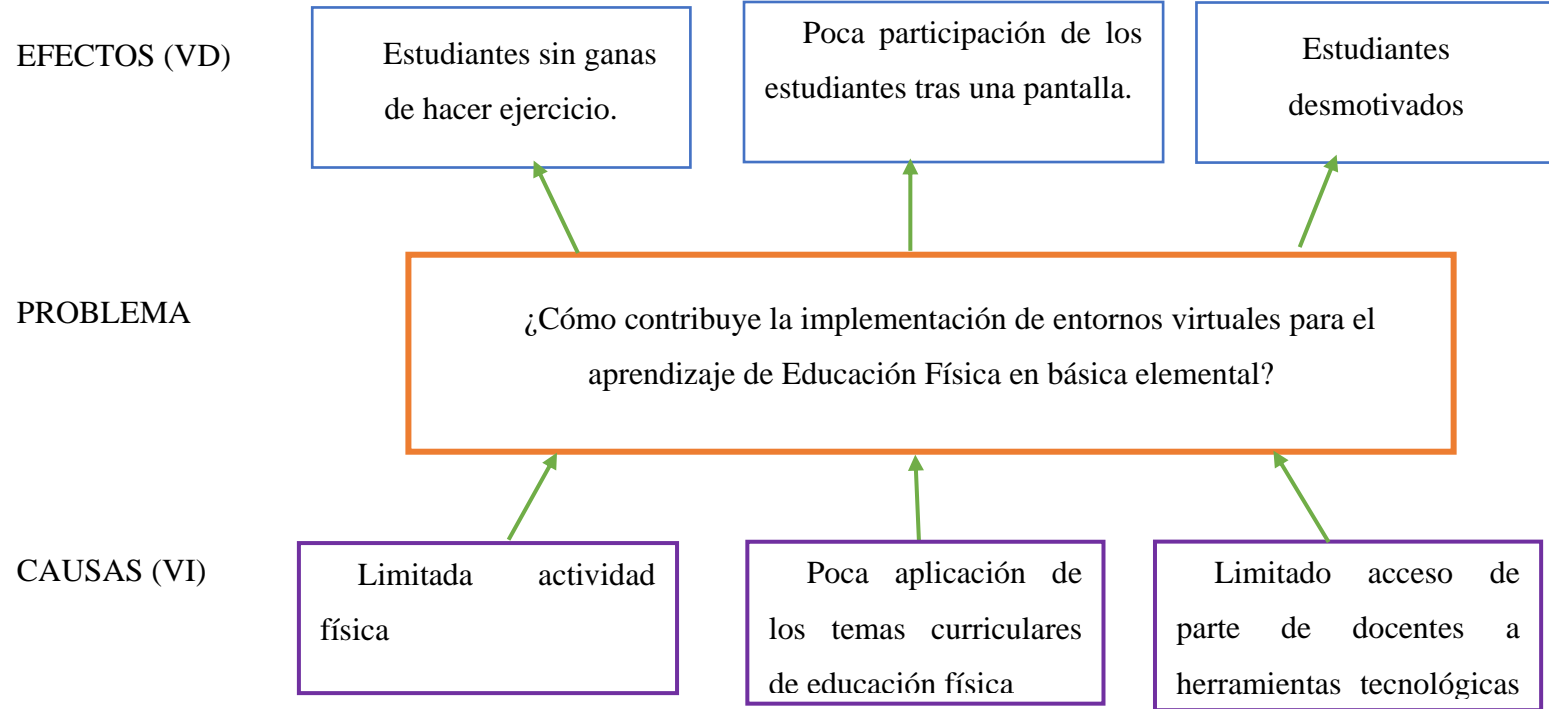 EFECTOS (VD)
Estudiantes sin ganas
de hacer ejercicio.
Poca participación de los
estudiantes tras una pantalla.
Estudiantes
desmotivados
PROBLEMA
¿Cómo contribuye la implementación de entornos virtuales para el
aprendizaje de Educación Física en básica elemental?
CAUSAS (VI)
Limitada actividad
física
Poca aplicación de
los temas curriculares
de educación física
Limitado acceso de
parte de docentes a
herramientas tecnológicas